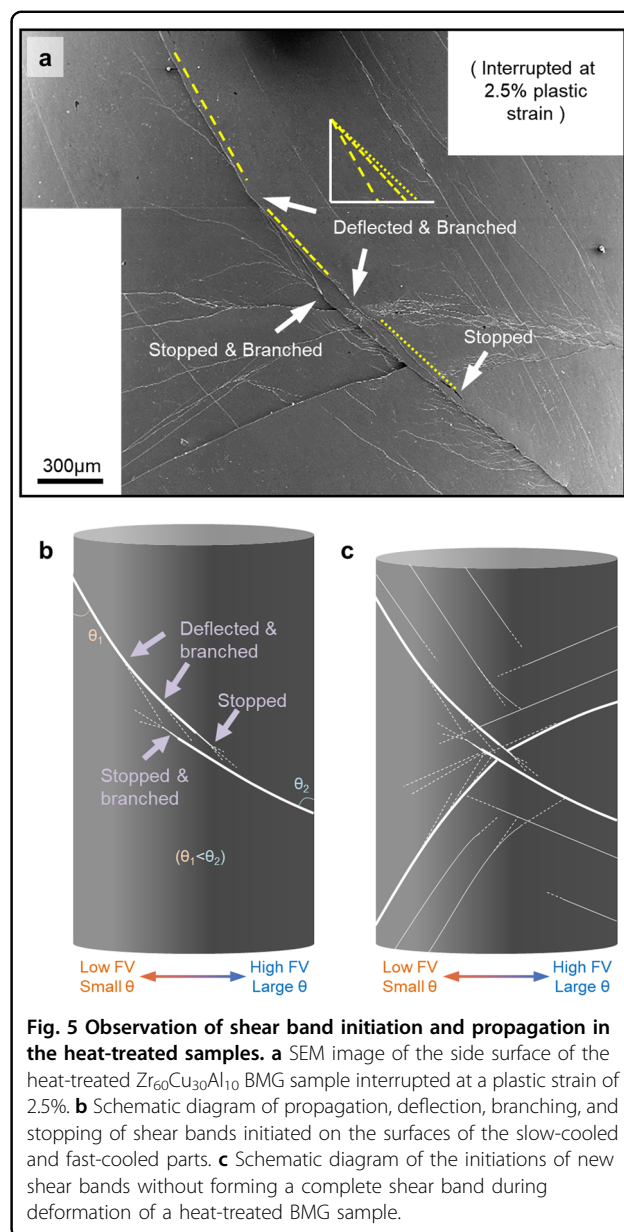 a
( Interrupted at
2.5% plastic
strain )
Deflected & Branched
Stopped & Branched
Stopped
300μm
b
θ₁
Deflected &
branched
Stopped
Stopped &
branched
θ₂
(θ₁<θ₂)
Low FV
Small θ
High FV
Large θ
c
Low FV
Small θ
High FV
Large θ
Fig. 5 Observation of shear band initiation and propagation in
the heat-treated samples. a SEM image of the side surface of the
heat-treated Zr₆₀Cu₃₀Al₁₀ BMG sample interrupted at a plastic strain of
2.5%. b Schematic diagram of propagation, deflection, branching, and
stopping of shear bands initiated on the surfaces of the slow-cooled
and fast-cooled parts. c Schematic diagram of the initiations of new
shear bands without forming a complete shear band during
deformation of a heat-treated BMG sample.